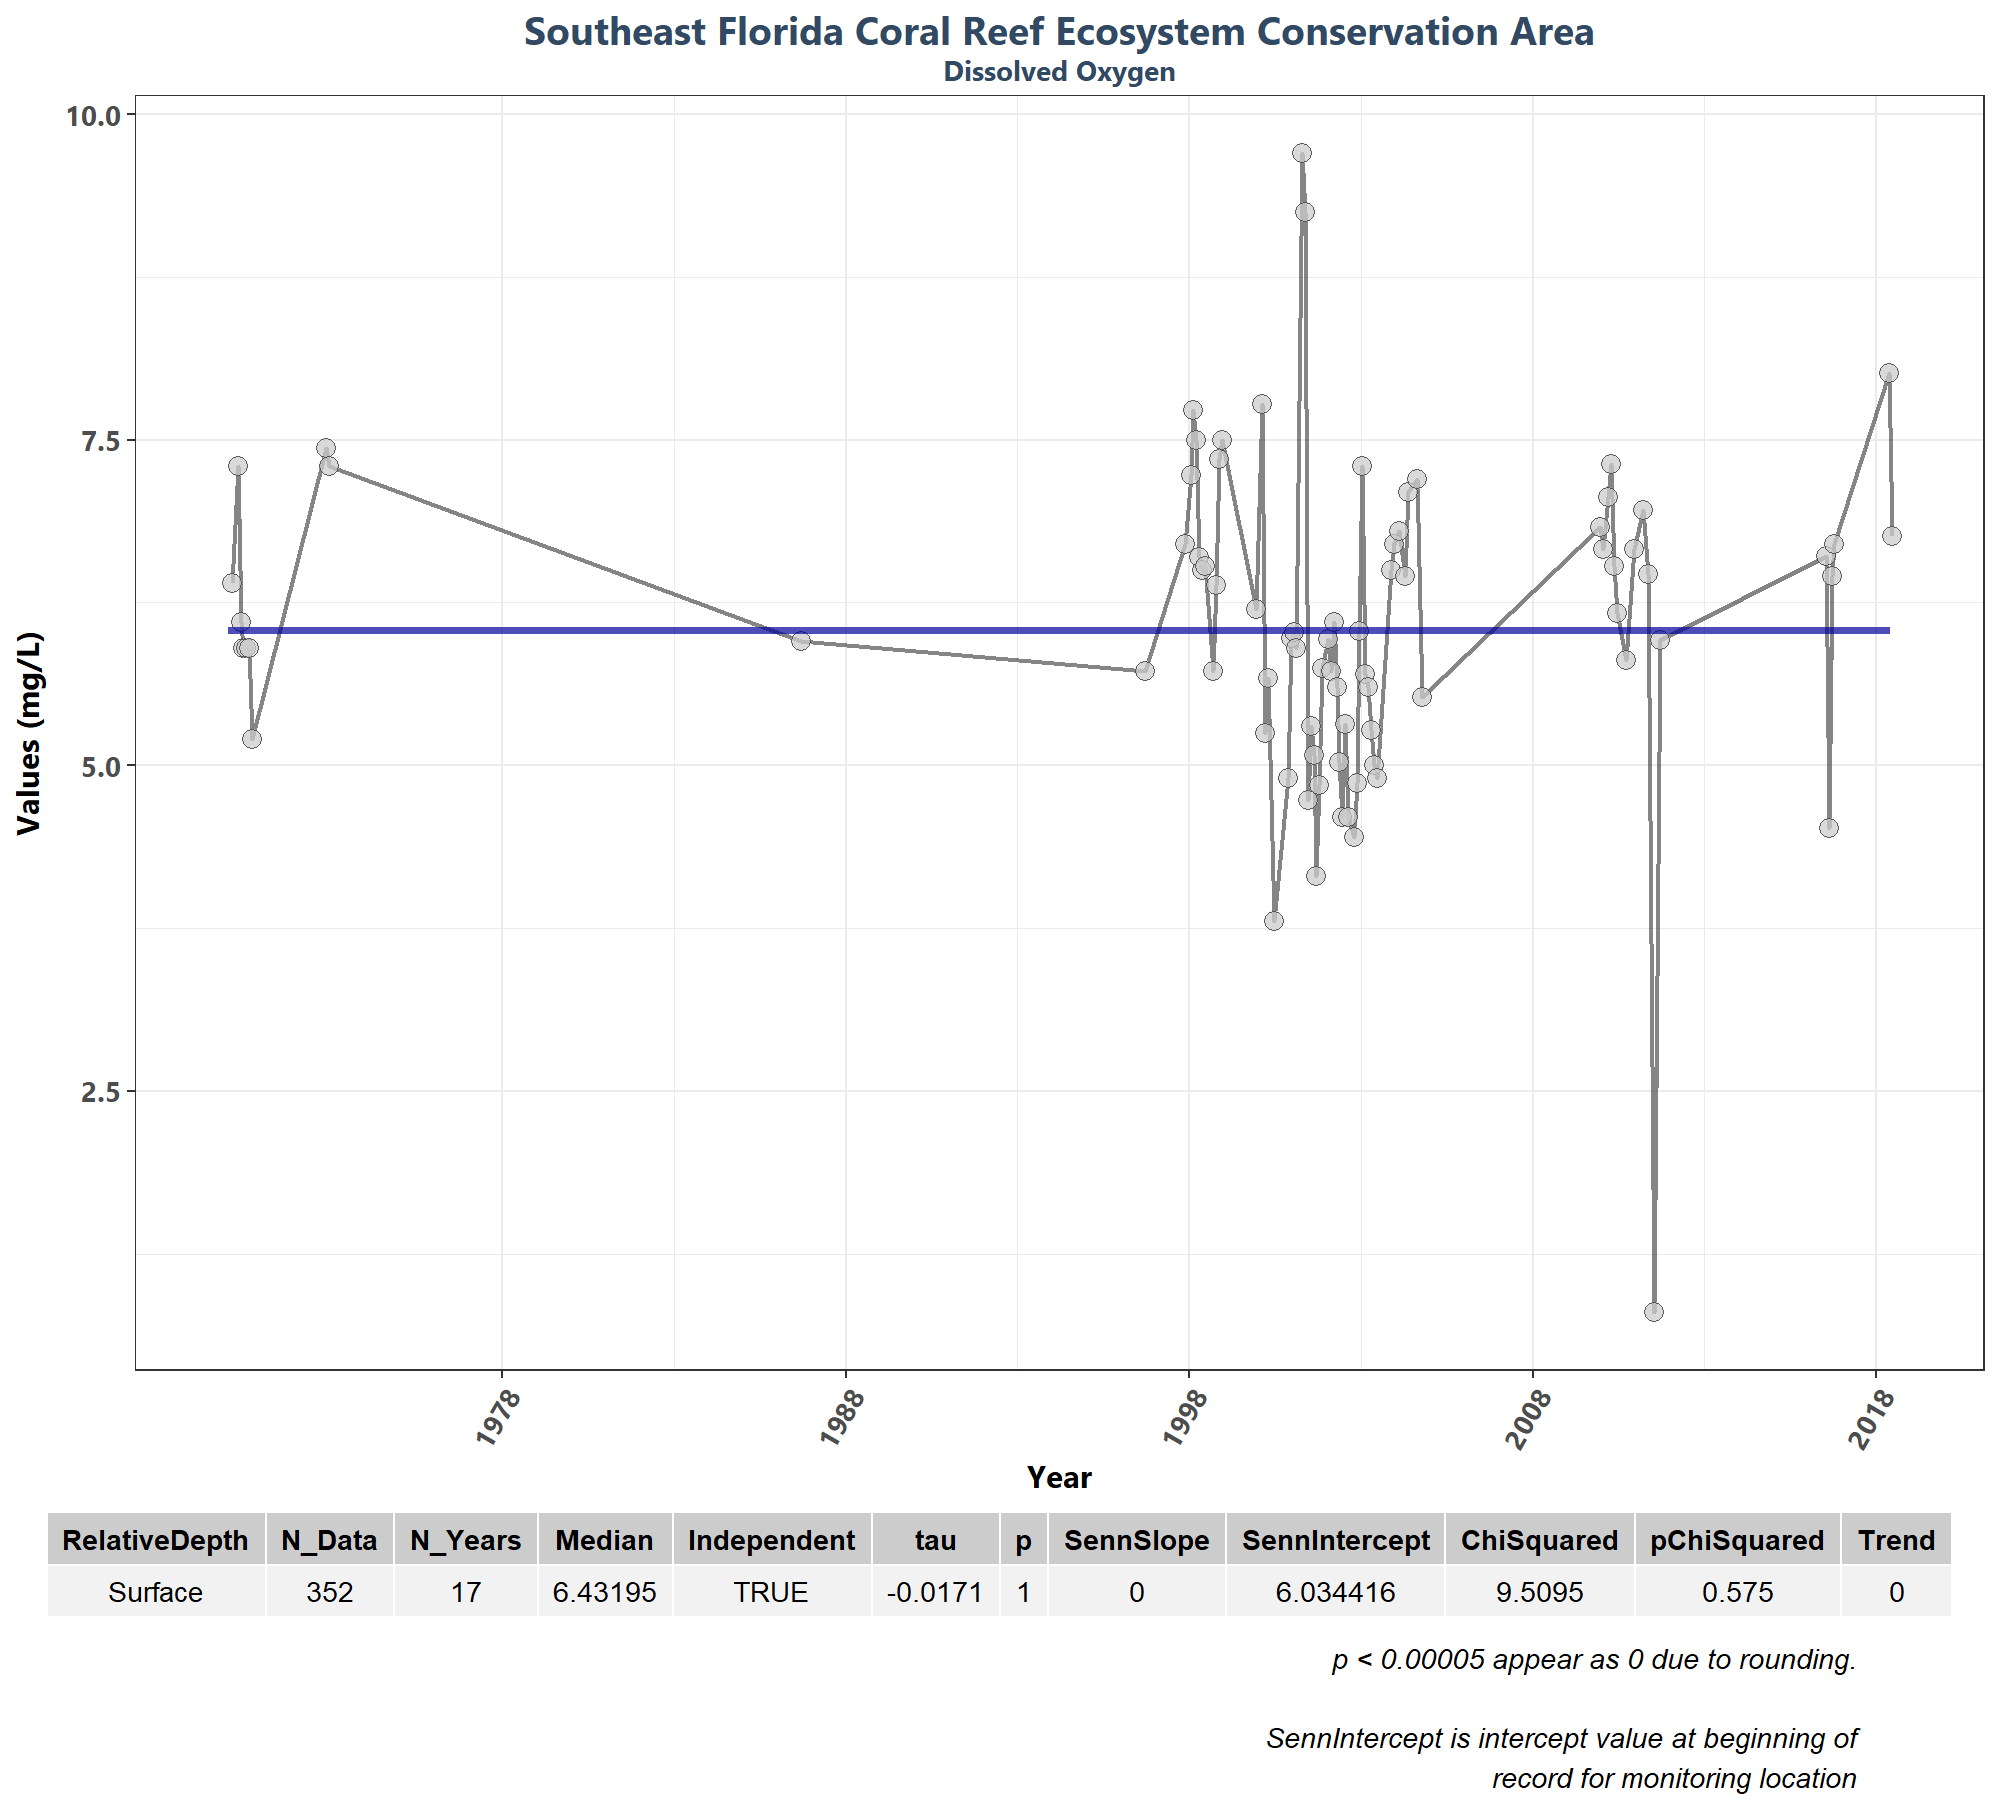 Southeast Florida Coral Reef Ecosystem Conservation Area
Dissolved Oxygen
10.0
7.5
5.0
2.5
Values (mg/L)
1978
1988
1998
2008
2018
Year
RelativeDepth N_Data N_Years Median Independent tau p SennSlope SennIntercept ChiSquared pChiSquared Trend
Surface 352 17 6.43195 TRUE -0.0171 1 0 6.034416 9.5095 0.575 0
p < 0.00005 appear as 0 due to rounding.
SennIntercept is intercept value at beginning of
record for monitoring location